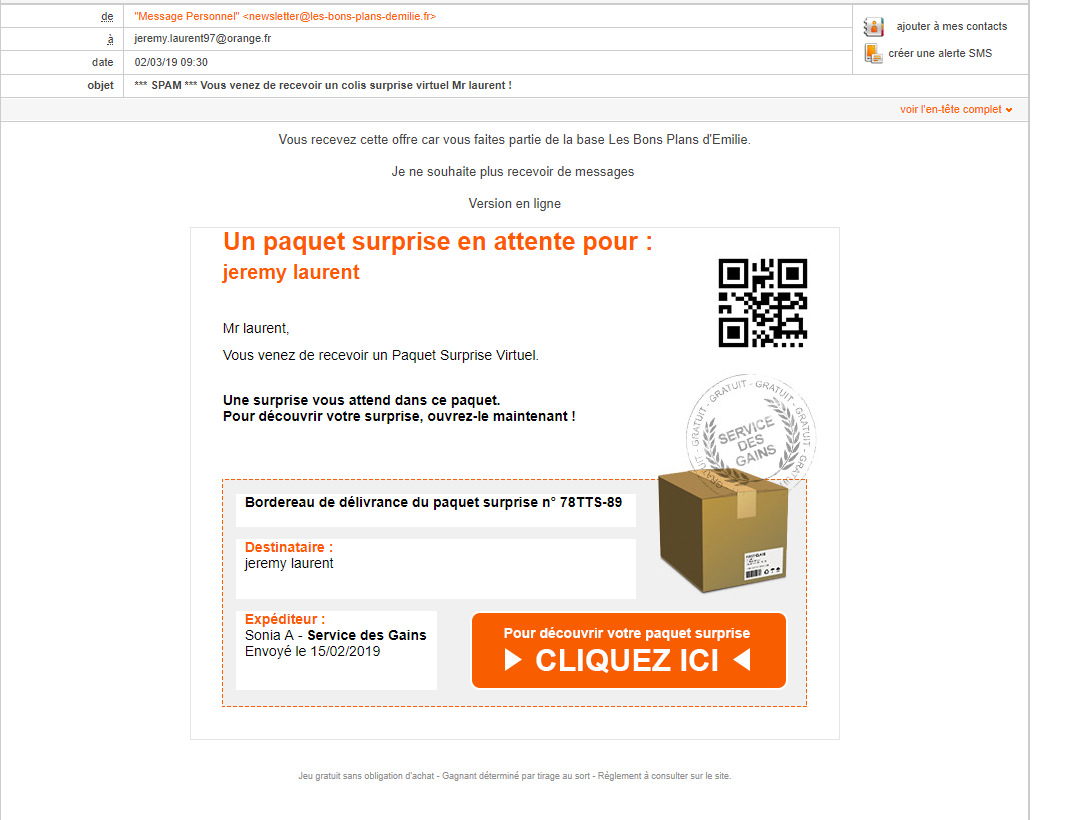 de "Message Personnel" <newsletter@les-bons-plans-demilie.fr>
à jeremy.laurent97@orange.fr
date 02/03/19 09:30
objet *** SPAM *** Vous venez de recevoir un colis surprise virtuel Mr laurent !
ajouter à mes contacts
créer une alerte SMS
voir l'en-tête complet
Vous recevez cette offre car vous faites partie de la base Les Bons Plans d'Emilie.
Je ne souhaite plus recevoir de messages
Version en ligne
Un paquet surprise en attente pour :
jeremy laurent
Mr laurent,
Vous venez de recevoir un Paquet Surprise Virtuel.
Une surprise vous attend dans ce paquet.
Pour découvrir votre surprise, ouvrez-le maintenant !
GRATUIT - GRATUIT - GRATUIT - GRATUIT - GRATUIT
SERVICE
DES
GAINS
Bordereau de délivrance du paquet surprise n° 78TTS-89
Destinataire :
jeremy laurent
Expéditeur :
Sonia A - Service des Gains
Envoyé le 15/02/2019
Pour découvrir votre paquet surprise
CLIQUEZ ICI
Jeu gratuit sans obligation d'achat - Gagnant déterminé par tirage au sort - Règlement à consulter sur le site.